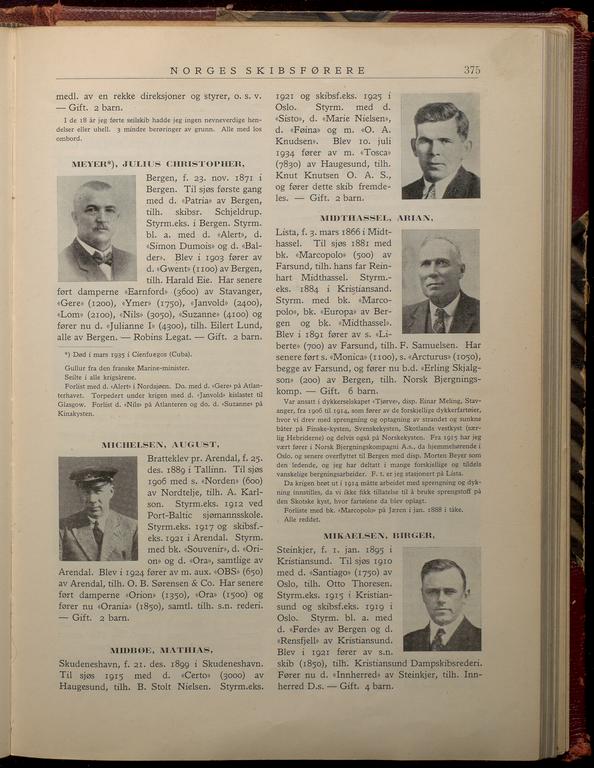 NORGES SKIBSFØRERE 375
medl. av en rekke direksjoner og styrer, o. s. v.
— Gift. 2 barn.
I de 18 år jeg førte seilskib hadde jeg ingen nevneverdige hen-
delser eller uhell. 3 mindre berøringer av grunn. Alle med los
ombord.
MEYER*), JULIUS CHRISTOPHER,
Bergen, f. 23. nov. 1871 i
Bergen. Til sjøs første gang
med d. «Patria» av Bergen,
tilh. skibsr. Schjeldrup.
Styrm.eks. i Bergen. Styrm.
bl. a. med d. «Alert», d.
«Simon Dumois» og d. «Bal-
der». Blev i 1903 fører av
d. «Gwent» (1100) av Bergen,
tilh. Harald Eie. Har senere
ført damperne «Earnford» (3600) av Stavanger,
«Gere» (1200), «Ymer» (1750), «Janvold» (2400),
«Lom» (2100), «Nils» (3050), «Suzanne» (4100) og
fører nu d. «Julianne I» (4300), tilh. Eilert Lund,
alle av Bergen. — Robins Legat. — Gift. 2 barn.
*) Død i mars 1935 i Cienfuegos (Cuba).
Gullur fra den franske Marine-minister.
Seilte i alle krigsårene.
Forlist med d. «Alert» i Nordsjøen. Do. med d. «Gere» på Atlan-
terhavet. Torpedert under krigen med d. «Janvold» kislastet til
Glasgow. Forlist d. «Nils» på Atlanteren og do. d. «Suzanne» på
Kinakysten.
MICHELSEN, AUGUST,
Bratteklev pr. Arendal, f. 25.
des. 1889 i Tallinn. Til sjøs
1906 med s. «Norden» (600)
av Nordtelje, tilh. A. Karl-
son. Styrm.eks. 1912 ved
Port-Baltic sjømannsskole.
Styrm.eks. 1917 og skibsf.-
eks. 1921 i Arendal. Styrm.
med bk. «Souvenir», d. «Ori-
on» og d. «Ora», samtlige av
Arendal. Blev i 1924 fører av m. aux. «OBS» (650)
av Arendal, tilh. O. B. Sørensen & Co. Har senere
ført damperne «Orion» (1350), «Ora» (1500) og
fører nu «Orania» (1850), samtl. tilh. s.n. rederi.
— Gift. 2 barn.
MIDBØE, MATHIAS,
Skudeneshavn, f. 21. des. 1899 i Skudeneshavn.
Til sjøs 1915 med d. «Certo» (3000) av
Haugesund, tilh. B. Stolt Nielsen. Styrm.eks.
1921 og skibsf.eks. 1925 i
Oslo. Styrm. med d.
«Sisto», d. «Marie Nielsen»,
d. «Føina» og m. «O. A.
Knudsen». Blev 10. juli
1934 fører av m. «Tosca»
(7830) av Haugesund, tilh.
Knut Knutsen O. A. S.,
og fører dette skib fremde-
les. — Gift. 2 barn.
MIDTHASSEL, ARIAN,
Lista, f. 3. mars 1866 i Midt-
hassel. Til sjøs 1881 med
bk. «Marcopolo» (500) av
Farsund, tilh. hans far Rein-
hart Midthassel. Styrm.-
eks. 1884 i Kristiansand.
Styrm. med bk. «Marco-
polo», bk. «Europa» av Ber-
gen og bk. «Midthassel».
Blev i 1891 fører av s. «Li-
berte» (700) av Farsund, tilh. F. Samuelsen. Har
senere ført s. «Monica» (1100), s. «Arcturus» (1050),
begge av Farsund, og fører nu b.d. «Erling Skjalg-
son» (200) av Bergen, tilh. Norsk Bjergnings-
komp. — Gift. 6 barn.
Var ansatt i dykkerselskapet «Tjørve», disp. Einar Meling, Stav-
anger, fra 1906 til 1914, som fører av de forskjellige dykkerfartøier,
hvor vi drev med sprengning og optagning av strandet og sunkne
båter på Finske-kysten, Svenskekysten, Skotlands vestkyst (sær-
lig Hebriderne) og delvis også på Norskekysten. Fra 1915 har jeg
vært fører i Norsk Bjergningskompagni A.s., da hjemmehørende i
Oslo, og senere overflyttet til Bergen med disp. Morten Beyer som
den ledende, og jeg har deltatt i mange forskjellige og tildels
vanskelige bergningsarbeider. F. t. er jeg stasjonert på Lista.
Da krigen brøt ut i 1914 måtte arbeidet med sprengning og dyk-
ning innstilles, da vi ikke fikk tillatelse til å bruke sprengstoff på
den Skotske kyst, hvor fartøiene da blev oplagt.
Forliste med bk. «Marcopolo» på Jæren i jan. 1888 i tåke.
Alle reddet.
MIKAELSEN, BIRGER,
Steinkjer, f. 1. jan. 1895 i
Kristiansund. Til sjøs 1910
med d. «Santiago» (1750) av
Oslo, tilh. Otto Thoresen.
Styrm.eks. 1915 i Kristian-
sund og skibsf.eks. 1919 i
Oslo. Styrm. bl. a. med
d. «Førde» av Bergen og d.
«Rensfjell» av Kristiansund.
Blev i 1921 fører av s.n.
skib (1850), tilh. Kristiansund Dampskibsrederi.
Fører nu d. «Innherred» av Steinkjer, tilh. Inn-
herred D.s. — Gift. 4 barn.